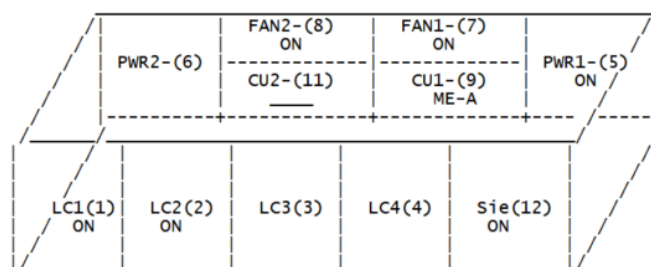 FAN2-(8) FAN1-(7)
ON ON
PWR2-(6) PWR1-(5)
CU2-(11) CU1-(9) ON
____ ME-A
LC1(1) LC2(2) LC3(3) LC4(4) Sie(12)
ON ON ON